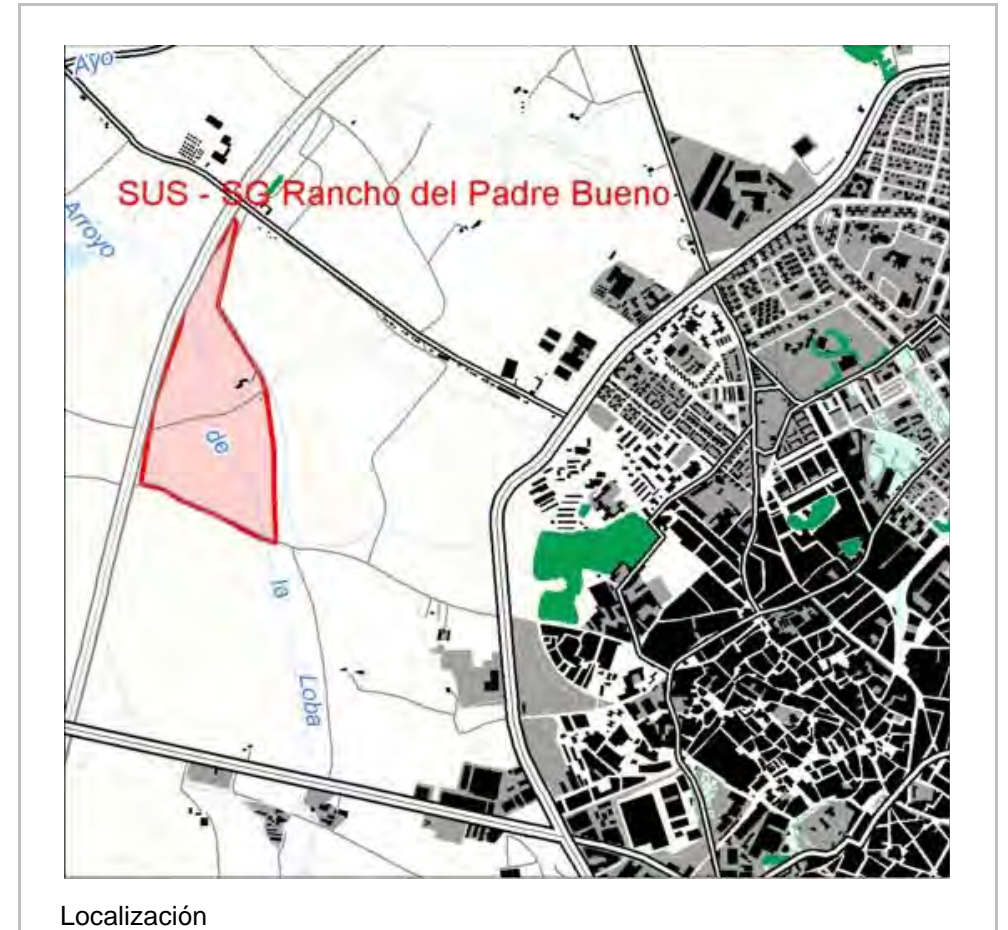 Ayo
SUS - SG Rancho del Padre Bueno
Arroyo
de
la
Loba
Localización